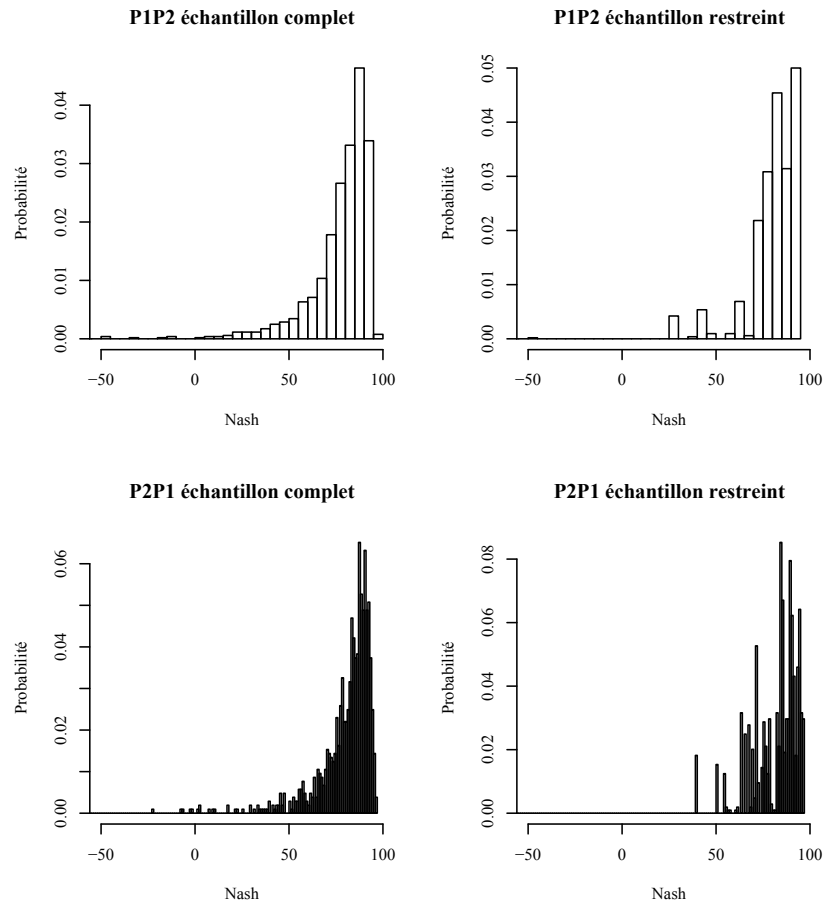 P1P2 échantillon complet
Probabilité
0.00 0.01 0.02 0.03 0.04
−50 0 50 100
Nash
P1P2 échantillon restreint
Probabilité
0.00 0.01 0.02 0.03 0.04 0.05
−50 0 50 100
Nash
P2P1 échantillon complet
Probabilité
0.00 0.02 0.04 0.06
−50 0 50 100
Nash
P2P1 échantillon restreint
Probabilité
0.00 0.02 0.04 0.06 0.08
−50 0 50 100
Nash